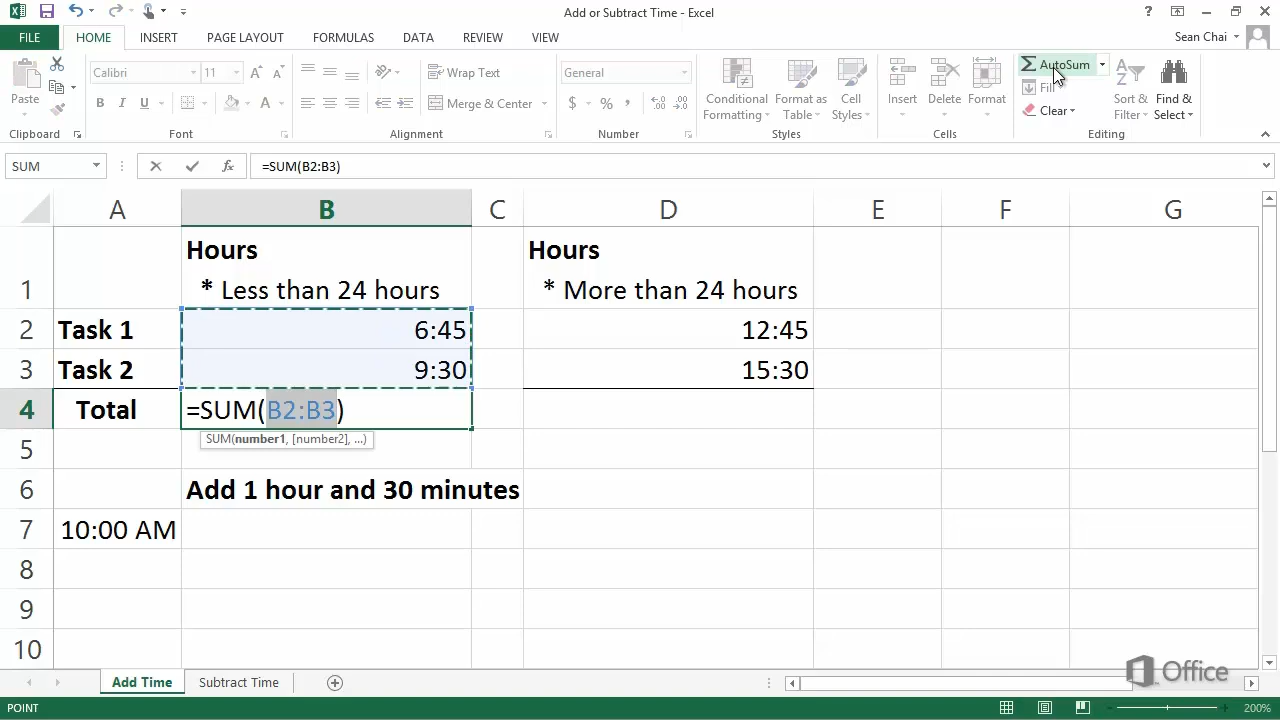 Add or Subtract Time - Excel
FILE HOME INSERT PAGE LAYOUT FORMULAS DATA REVIEW VIEW Sean Chai
Paste
Clipboard
Calibri 11
B I U A
Font
Wrap Text
Merge & Center
Alignment
General
$ % ,
Number
Conditional Formatting
Format as Table
Cell Styles
Styles
Insert Delete Format
Cells
AutoSum
Fill
Clear
Sort & Filter
Find & Select
Editing
SUM fx =SUM(B2:B3)
A B C D E F G
Hours Hours
1 * Less than 24 hours * More than 24 hours
2 Task 1 6:45 12:45
3 Task 2 9:30 15:30
4 Total =SUM(B2:B3)
SUM(number1, [number2], ...)
5
6 Add 1 hour and 30 minutes
7 10:00 AM
8
9
10
Office
Add Time Subtract Time
POINT 200%